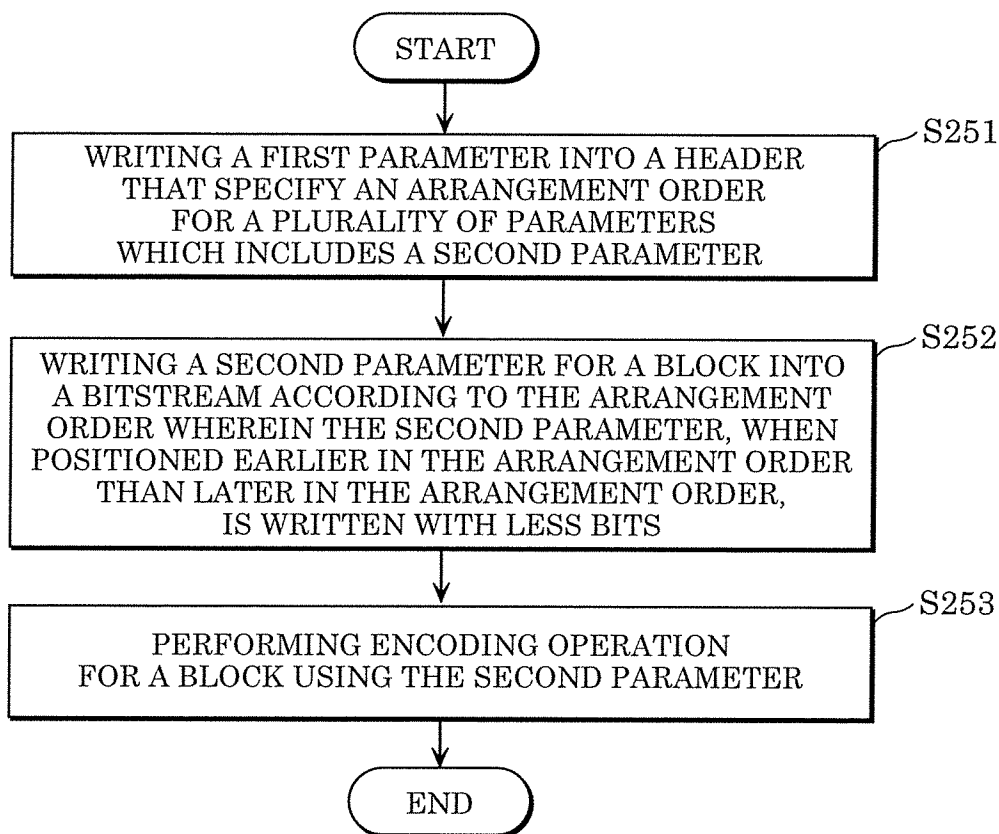 START
S251
WRITING A FIRST PARAMETER INTO A HEADER
THAT SPECIFY AN ARRANGEMENT ORDER
FOR A PLURALITY OF PARAMETERS
WHICH INCLUDES A SECOND PARAMETER
S252
WRITING A SECOND PARAMETER FOR A BLOCK INTO
A BITSTREAM ACCORDING TO THE ARRANGEMENT
ORDER WHEREIN THE SECOND PARAMETER, WHEN
POSITIONED EARLIER IN THE ARRANGEMENT ORDER
THAN LATER IN THE ARRANGEMENT ORDER,
IS WRITTEN WITH LESS BITS
S253
PERFORMING ENCODING OPERATION
FOR A BLOCK USING THE SECOND PARAMETER
END